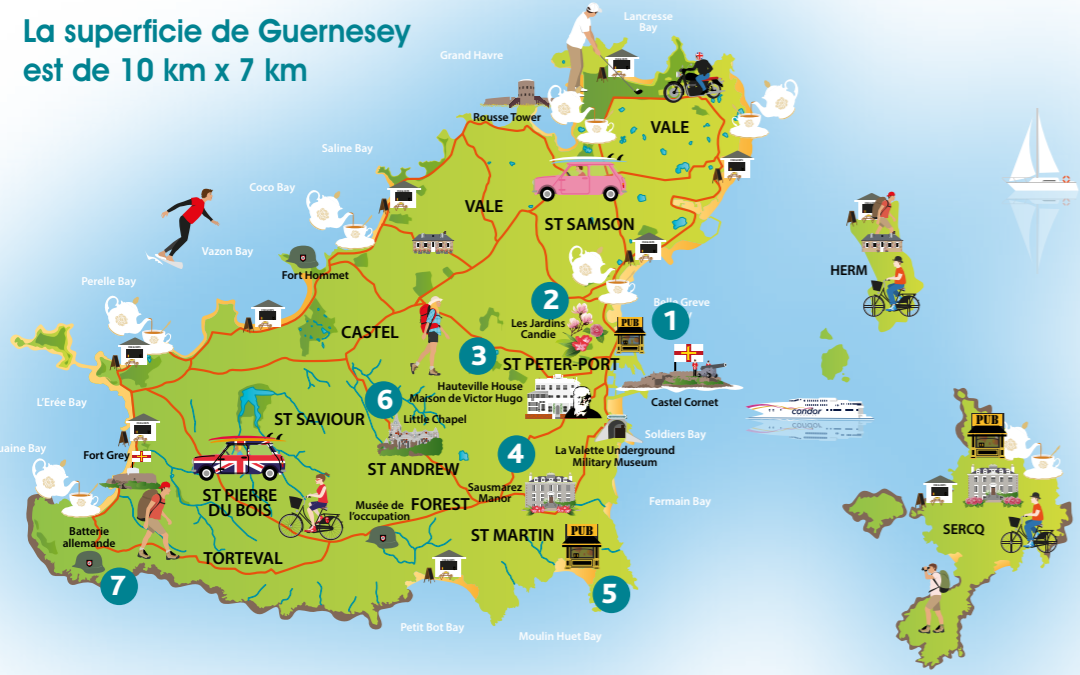 La superficie de Guernesey
est de 10 km x 7 km
Lancresse
Bay
Grand Havre
Rousse Tower
VALE
Saline Bay
Coco Bay
VALE
ST SAMSON
Vazon Bay
Fort Hommet
Perelle Bay
HERM
2
Belle Greve
1
PUB
Les Jardins
Candie
CASTEL
3
ST PETER-PORT
Hauteville House
Maison de Victor Hugo
Castel Cornet
6
L'Erée Bay
Little Chapel
ST SAVIOUR
condor
PUB
Soldiers Bay
Fort Grey
La Valette Underground
Military Museum
4
ST ANDREW
Sausmarez
Manor
ST PIERRE
DU BOIS
Musée de
l'occupation
FOREST
Fermain Bay
Batterie
allemande
ST MARTIN
PUB
SERCQ
TORTEVAL
7
5
Petit Bot Bay
Moulin Huet Bay